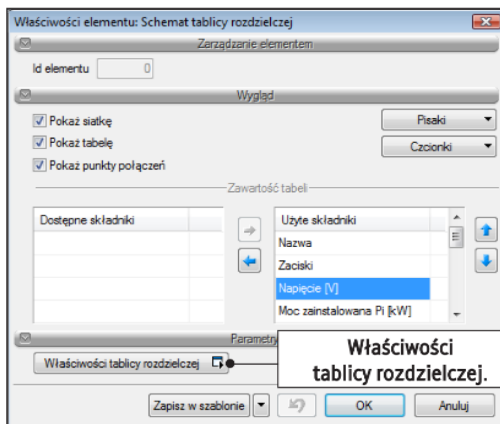 Właściwości elementu: Schemat tablicy rozdzielczej
Zarządzanie elementem
Id elementu 0
Wygląd
Pokaż siatkę
Pisaki
Pokaż tabelę
Czcionki
Pokaż punkty połączeń
Zawartość tabeli
Dostępne składniki
Użyte składniki
Nazwa
Zaciski
Napięcie [V]
Moc zainstalowana Pi [kW]
Parametry
Właściwości tablicy rozdzielczej
Właściwości
tablicy rozdzielczej.
Zapisz w szablonie
OK
Anuluj